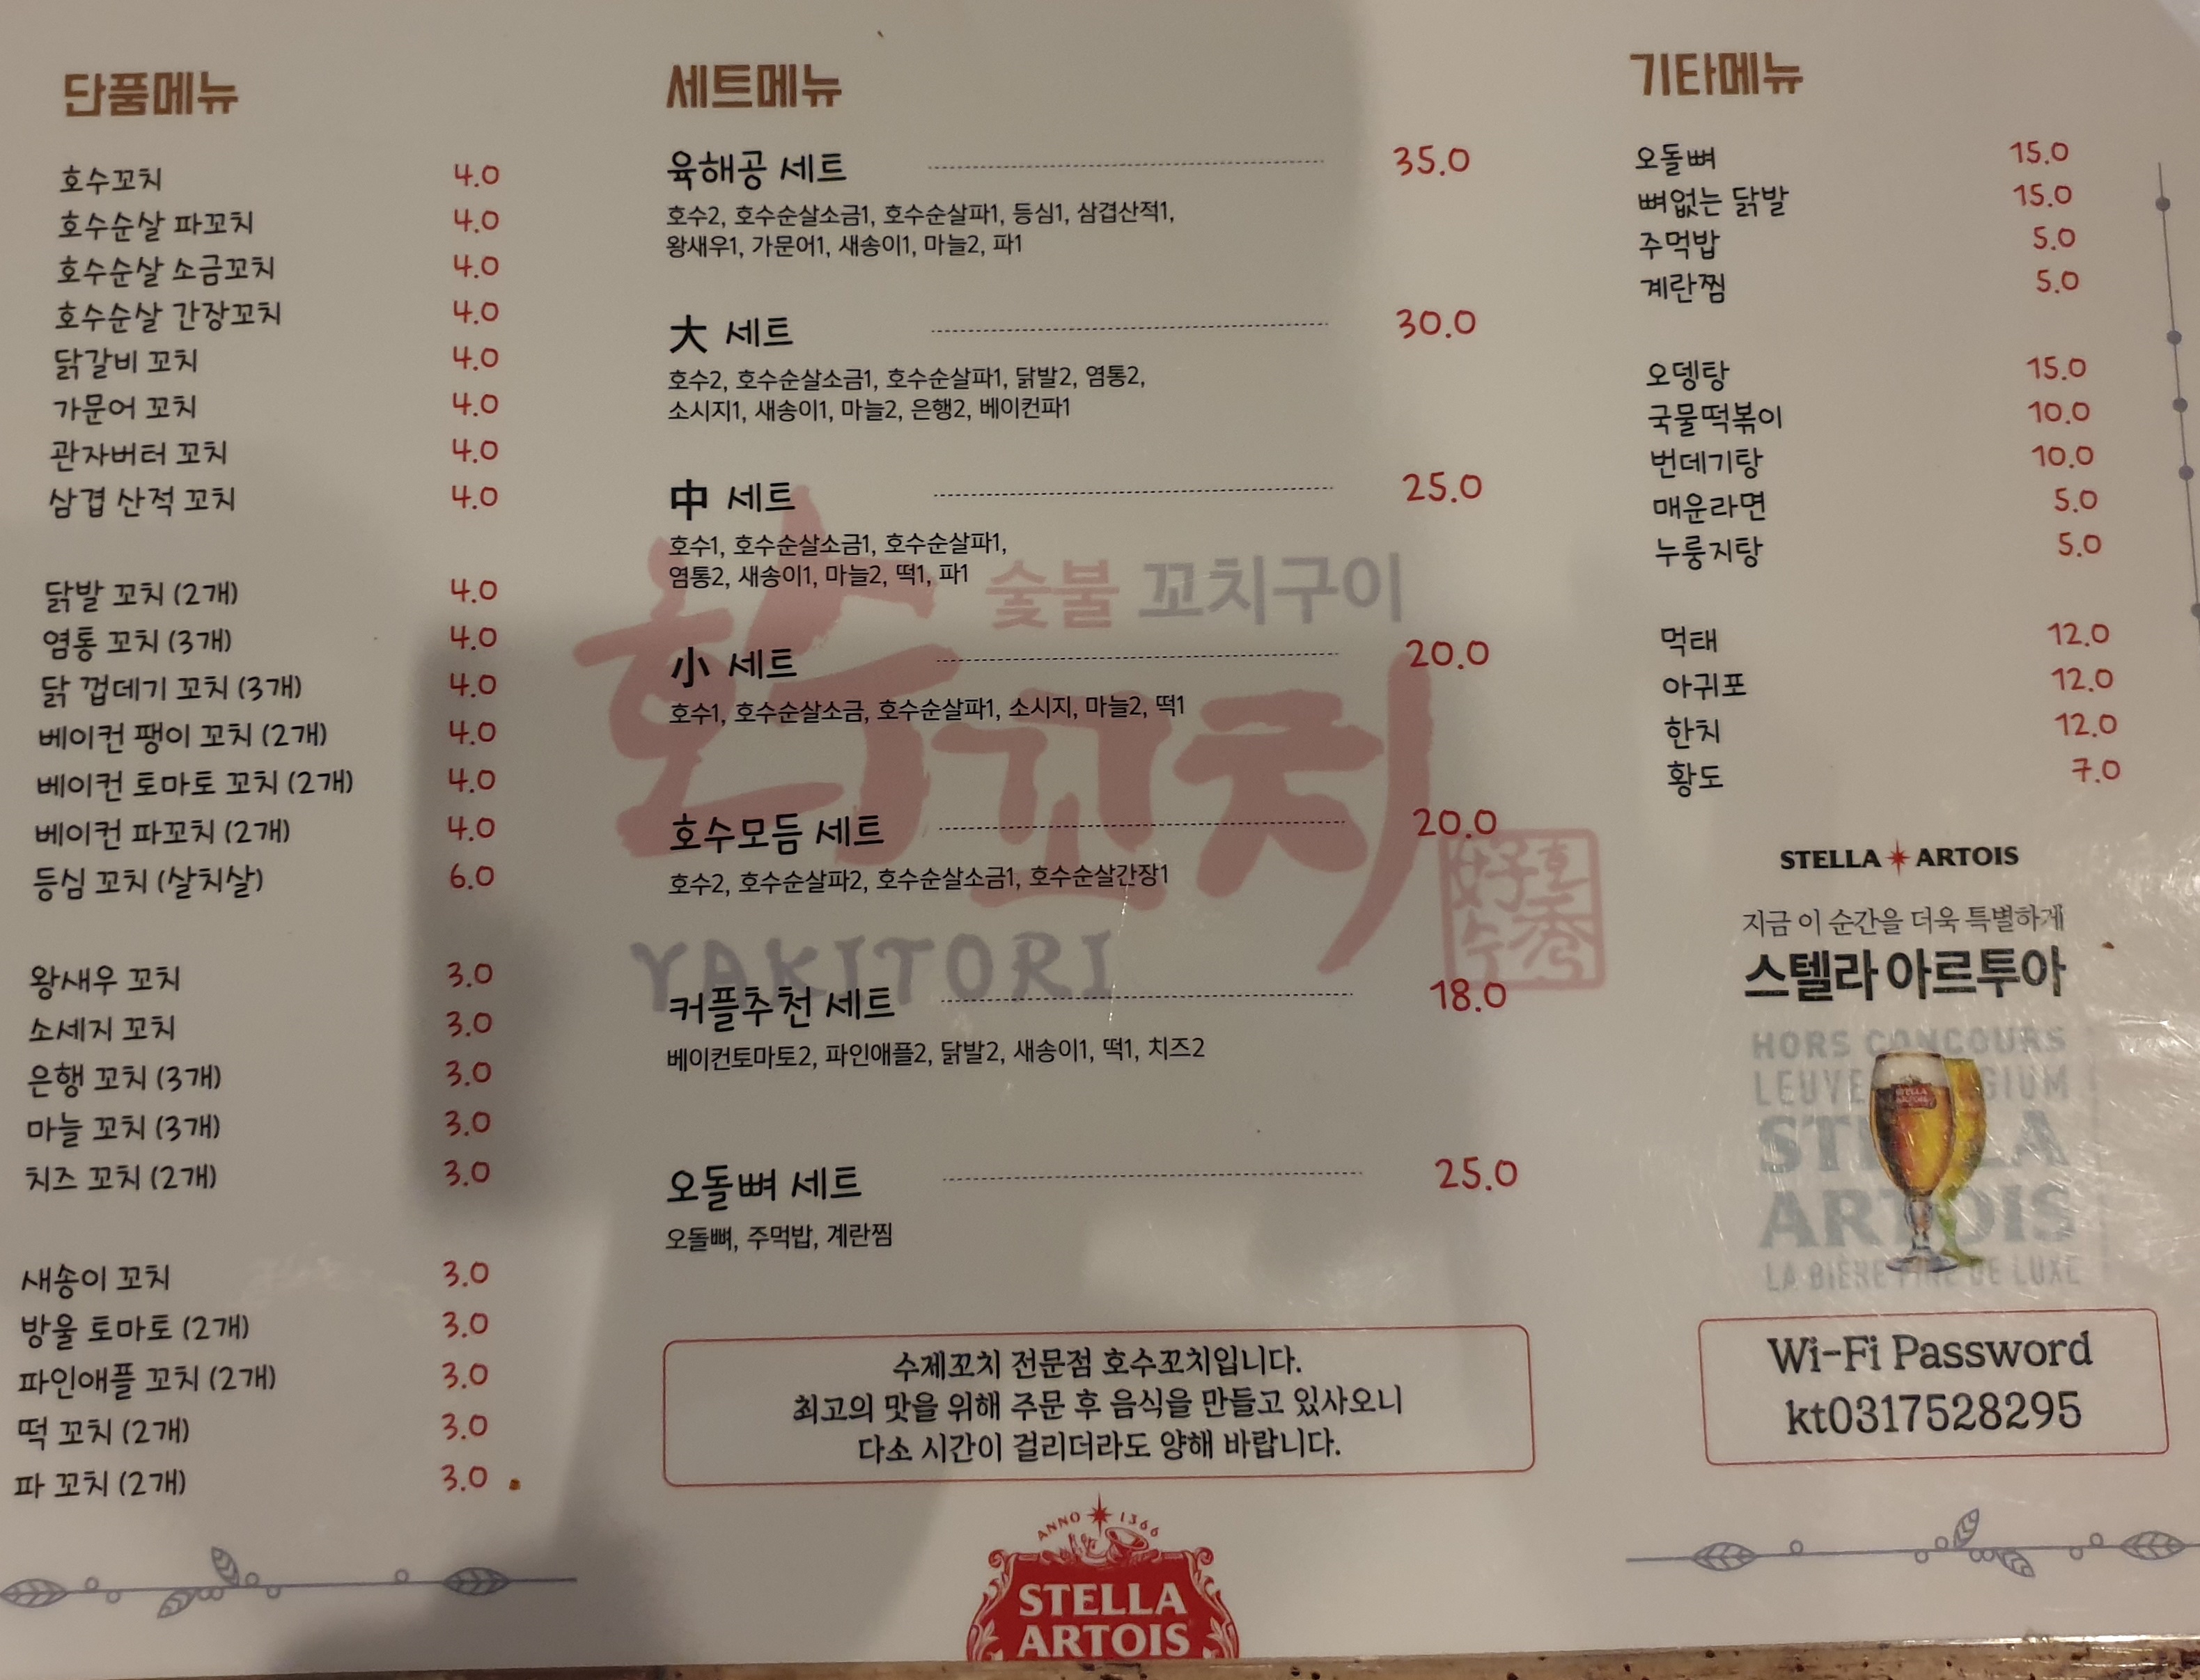 단품메뉴
호수꼬치 4.0
호수순살 파꼬치 4.0
호수순살 소금꼬치 4.0
호수순살 간장꼬치 4.0
닭갈비 꼬치 4.0
가문어 꼬치 4.0
관자버터 꼬치 4.0
삼겹 산적 꼬치 4.0
닭발 꼬치 (2개) 4.0
염통 꼬치 (3개) 4.0
닭 껍데기 꼬치 (3개) 4.0
베이컨 팽이 꼬치 (2개) 4.0
베이컨 토마토 꼬치 (2개) 4.0
베이컨 파꼬치 (2개) 4.0
등심 꼬치 (살치살) 6.0
왕새우 꼬치 3.0
소세지 꼬치 3.0
은행 꼬치 (3개) 3.0
마늘 꼬치 (3개) 3.0
치즈 꼬치 (2개) 3.0
새송이 꼬치 3.0
방울 토마토 (2개) 3.0
파인애플 꼬치 (2개) 3.0
떡 꼬치 (2개) 3.0
파 꼬치 (2개) 3.0
세트메뉴
육해공 세트 35.0
호수2, 호수순살소금1, 호수순살파1, 등심1, 삼겹산적1,
왕새우1, 가문어1, 새송이1, 마늘2, 파1
大 세트 30.0
호수2, 호수순살소금1, 호수순살파1, 닭발2, 염통2,
소시지1, 새송이1, 마늘2, 은행2, 베이컨파1
中 세트 25.0
호수1, 호수순살소금1, 호수순살파1,
염통2, 새송이1, 마늘2, 떡1, 파1
숯불 꼬치구이
호수꼬치
小 세트 20.0
호수1, 호수순살소금, 호수순살파1, 소시지, 마늘2, 떡1
호수모듬 세트 20.0
호수2, 호수순살파2, 호수순살소금1, 호수순살간장1
好호
수秀
YAKITORI
커플추천 세트 18.0
베이컨토마토2, 파인애플2, 닭발2, 새송이1, 떡1, 치즈2
오돌뼈 세트 25.0
오돌뼈, 주먹밥, 계란찜
수제꼬치 전문점 호수꼬치입니다.
최고의 맛을 위해 주문 후 음식을 만들고 있사오니
다소 시간이 걸리더라도 양해 바랍니다.
ANNO 1366
STELLA
ARTOIS
기타메뉴
오돌뼈 15.0
뼈없는 닭발 15.0
주먹밥 5.0
계란찜 5.0
오뎅탕 15.0
국물떡볶이 10.0
번데기탕 10.0
매운라면 5.0
누룽지탕 5.0
먹태 12.0
아귀포 12.0
한치 12.0
황도 7.0
STELLA ARTOIS
지금 이 순간을 더욱 특별하게
스텔라 아르투아
HORS CONCOURS
STELLA
ARTOIS
LA BIÈRE FINE DE LUXE
Wi-Fi Password
kt0317528295